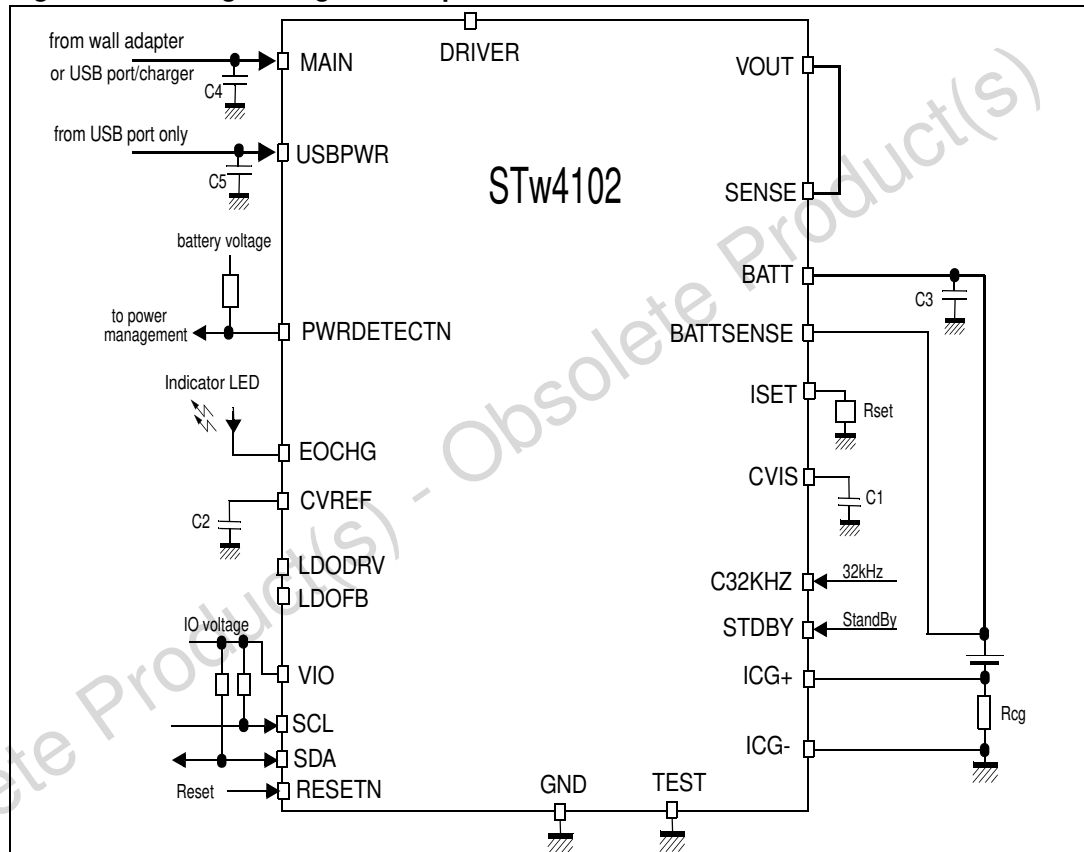 from wall adapter
or USB port/charger
C4
MAIN
DRIVER
VOUT
from USB port only
C5
USBPWR
STw4102
SENSE
battery voltage
BATT
C3
to power
management
PWRDETECTN
BATTSENSE
Indicator LED
ISET
Rset
EOCHG
CVIS
C1
CVREF
C2
LDODRV
LDOFB
C32KHZ
32kHz
STDBY
StandBy
IO voltage
VIO
ICG+
Rcg
SCL
SDA
ICG-
Reset
RESETN
GND
TEST
Obsolete Product(s) - Obsolete Product(s)